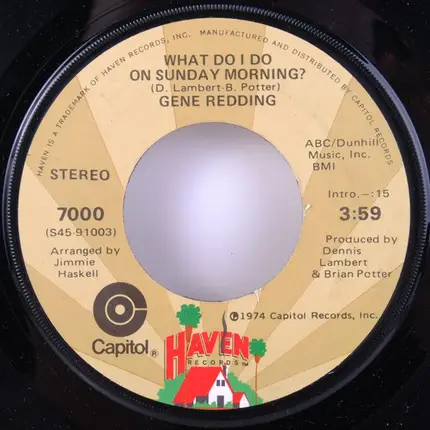 HAVEN IS A TRADEMARK OF HAVEN RECORDS, INC. MANUFACTURED AND DISTRIBUTED BY CAPITOL RECORDS
WHAT DO I DO
ON SUNDAY MORNING?
(D. Lambert-B. Potter)
GENE REDDING
ABC/Dunhill
Music, Inc.
BMI
STEREO
Intro.-:15
7000
3:59
(S45-91003)
Arranged by
Jimmie
Haskell
Produced by
Dennis
Lambert
& Brian Potter
℗1974 Capitol Records, Inc.
Capitol®
HAVEN
RECORDS™